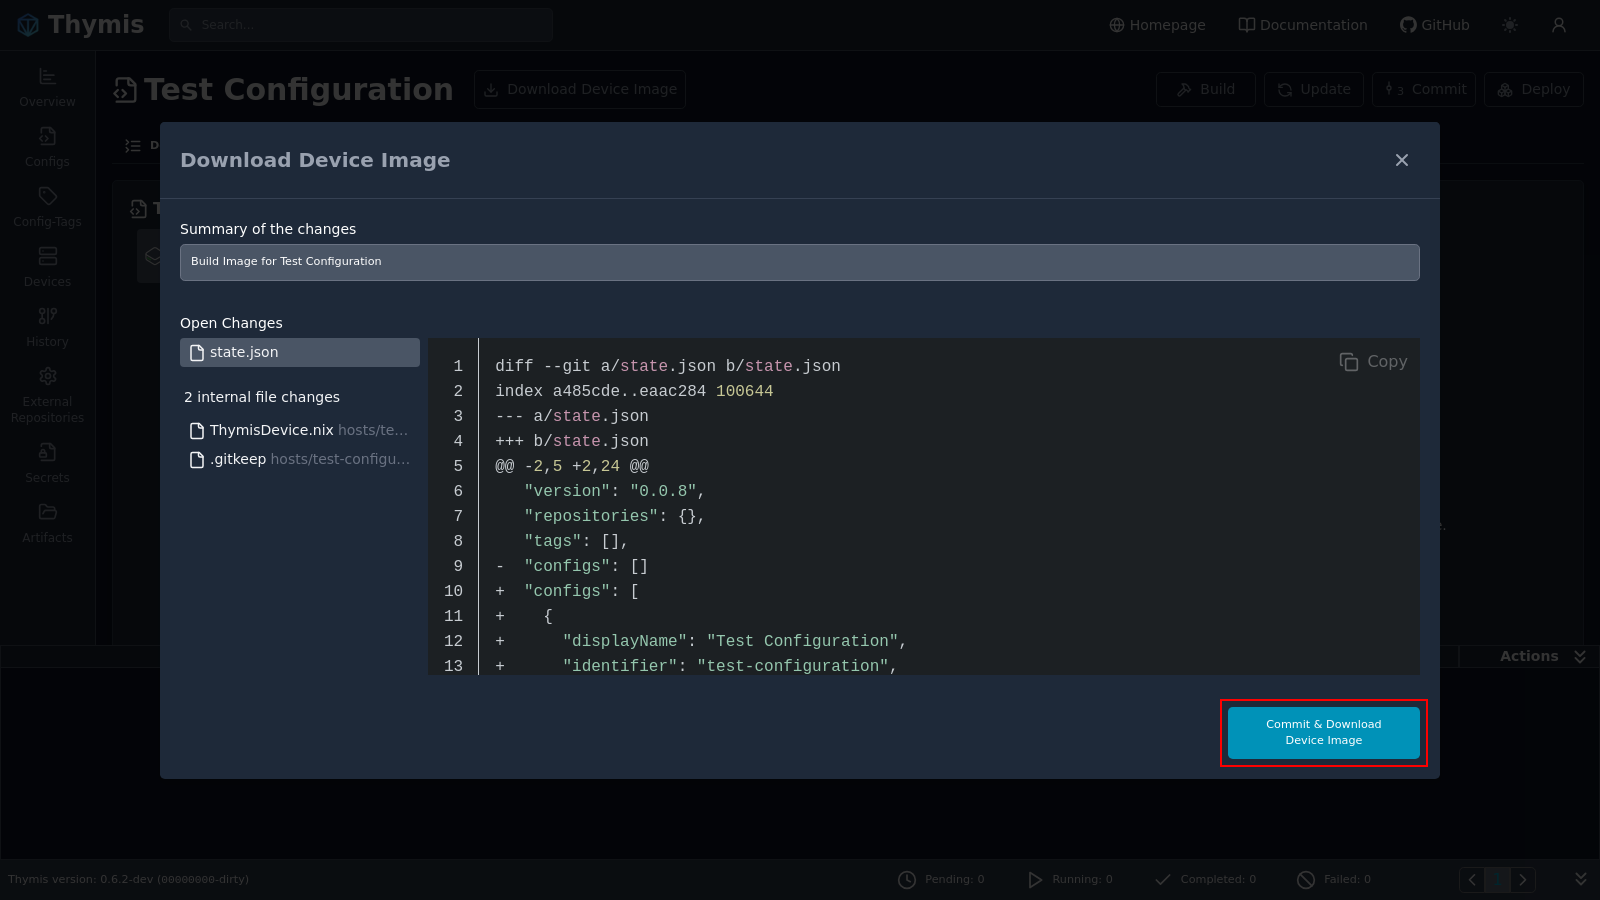 Thymis
Search...
Homepage
Documentation
GitHub
Overview
Configs
Config-Tags
Devices
History
External
Repositories
Secrets
Artifacts
Test Configuration
Download Device Image
Build
Update
3 Commit
Deploy
D
T
Download Device Image
Summary of the changes
Build Image for Test Configuration
Open Changes
state.json
2 internal file changes
ThymisDevice.nix hosts/te...
.gitkeep hosts/test-configu...
Copy
1 diff --git a/state.json b/state.json
2 index a485cde..eaac284 100644
3 --- a/state.json
4 +++ b/state.json
5 @@ -2,5 +2,24 @@
6 "version": "0.0.8",
7 "repositories": {},
8 "tags": [],
9 - "configs": []
10 + "configs": [
11 + {
12 + "displayName": "Test Configuration",
13 + "identifier": "test-configuration",
Commit & Download
Device Image
Actions
Thymis version: 0.6.2-dev (00000000-dirty)
Pending: 0
Running: 0
Completed: 0
Failed: 0